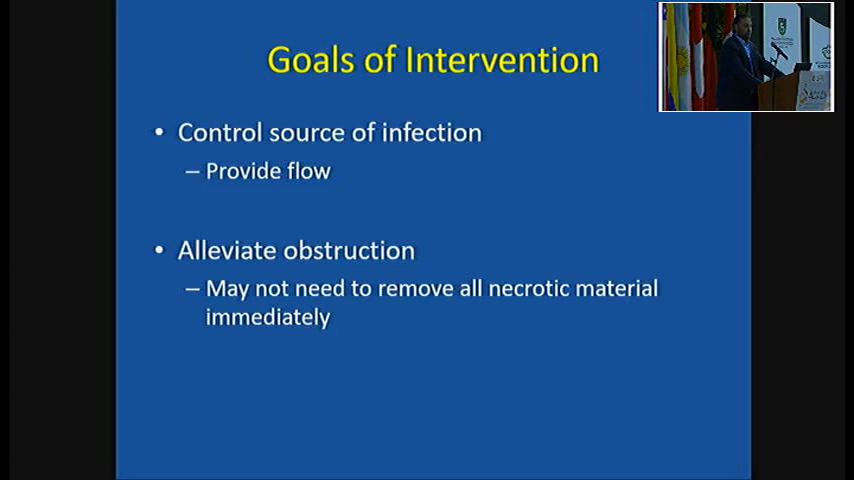 Goals of Intervention
• Control source of infection
– Provide flow
• Alleviate obstruction
– May not need to remove all necrotic material
immediately